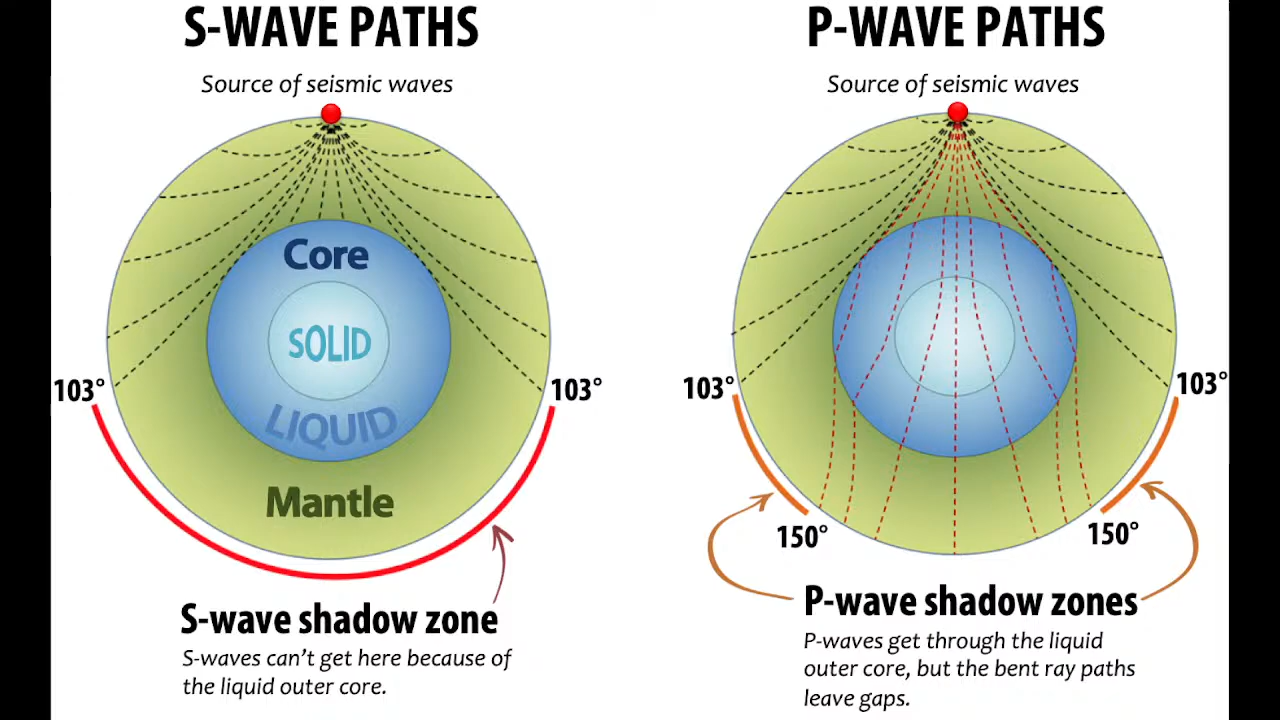 S-WAVE PATHS
Source of seismic waves
Core
SOLID
LIQUID
Mantle
103°
103°
S-wave shadow zone
S-waves can't get here because of
the liquid outer core.
P-WAVE PATHS
Source of seismic waves
103°
103°
150°
150°
P-wave shadow zones
P-waves get through the liquid
outer core, but the bent ray paths
leave gaps.